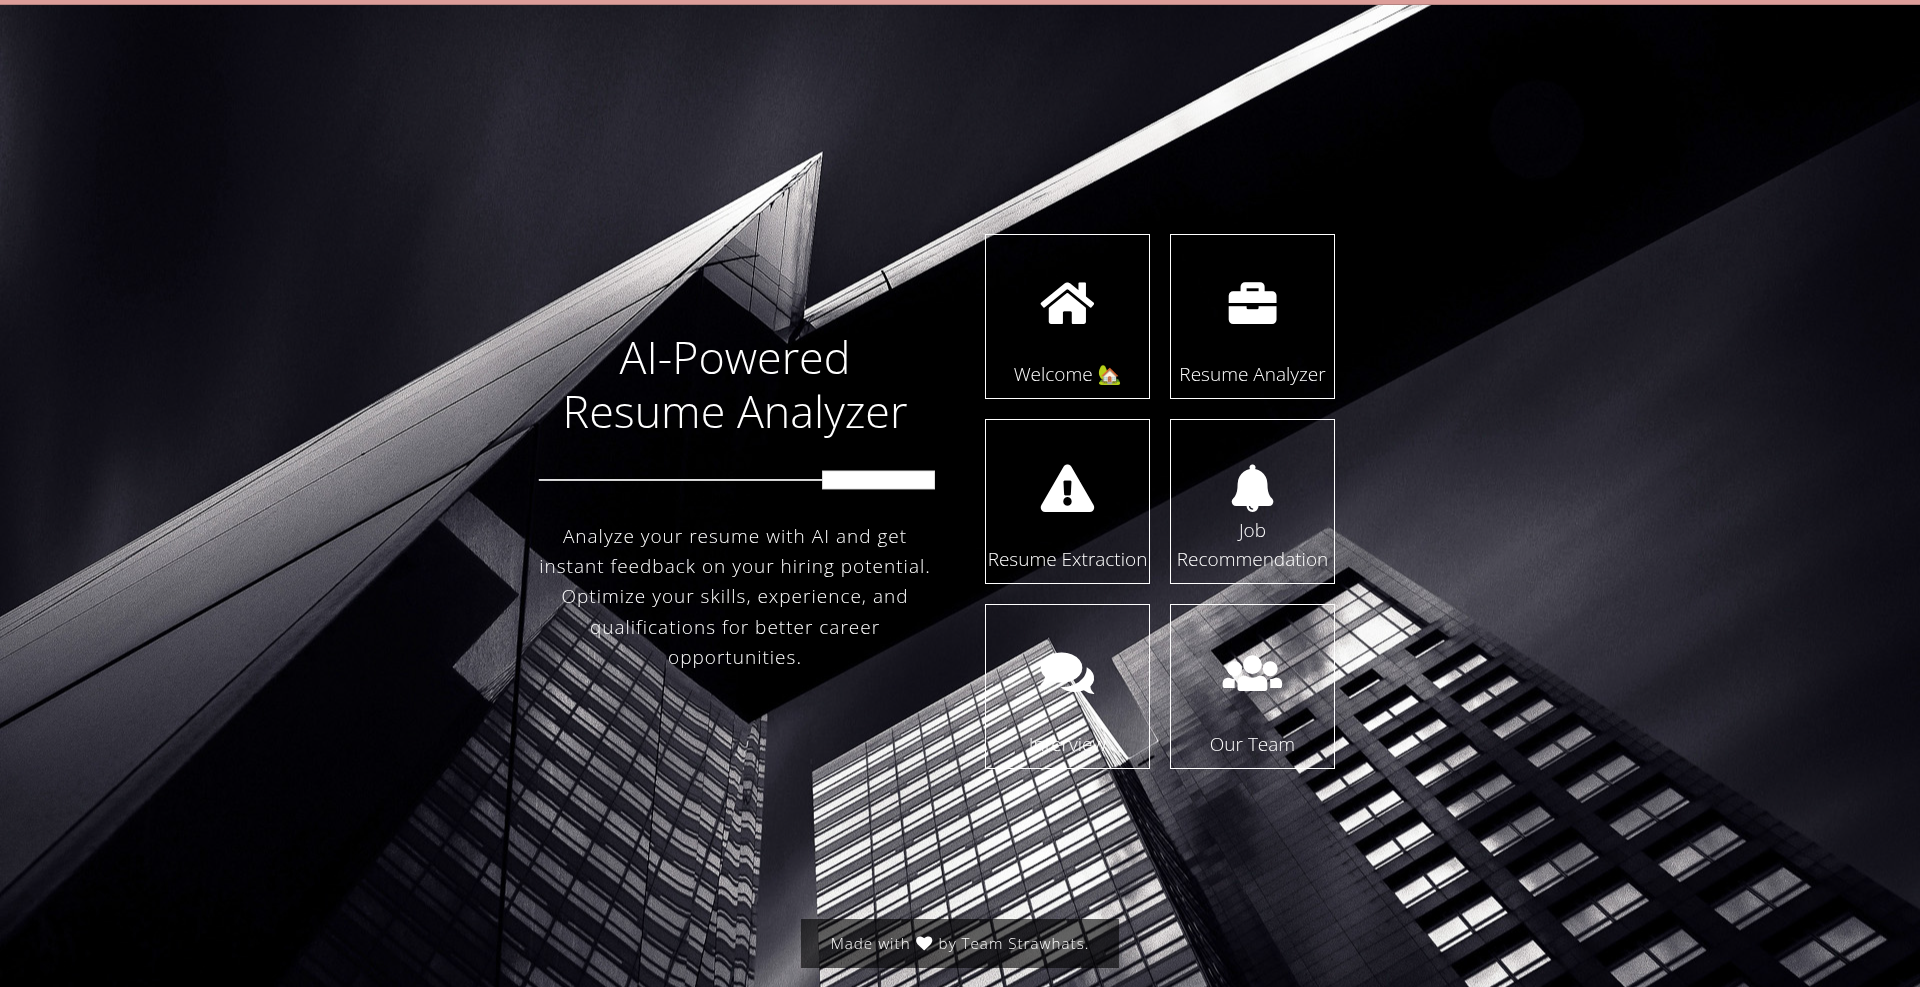 AI-Powered
Resume Analyzer
Analyze your resume with AI and get
instant feedback on your hiring potential.
Optimize your skills, experience, and
qualifications for better career
opportunities.
Welcome 🏡
Resume Analyzer
Resume Extraction
Job
Recommendation
Interview
Our Team
Made with ♥ by Team Strawhats.